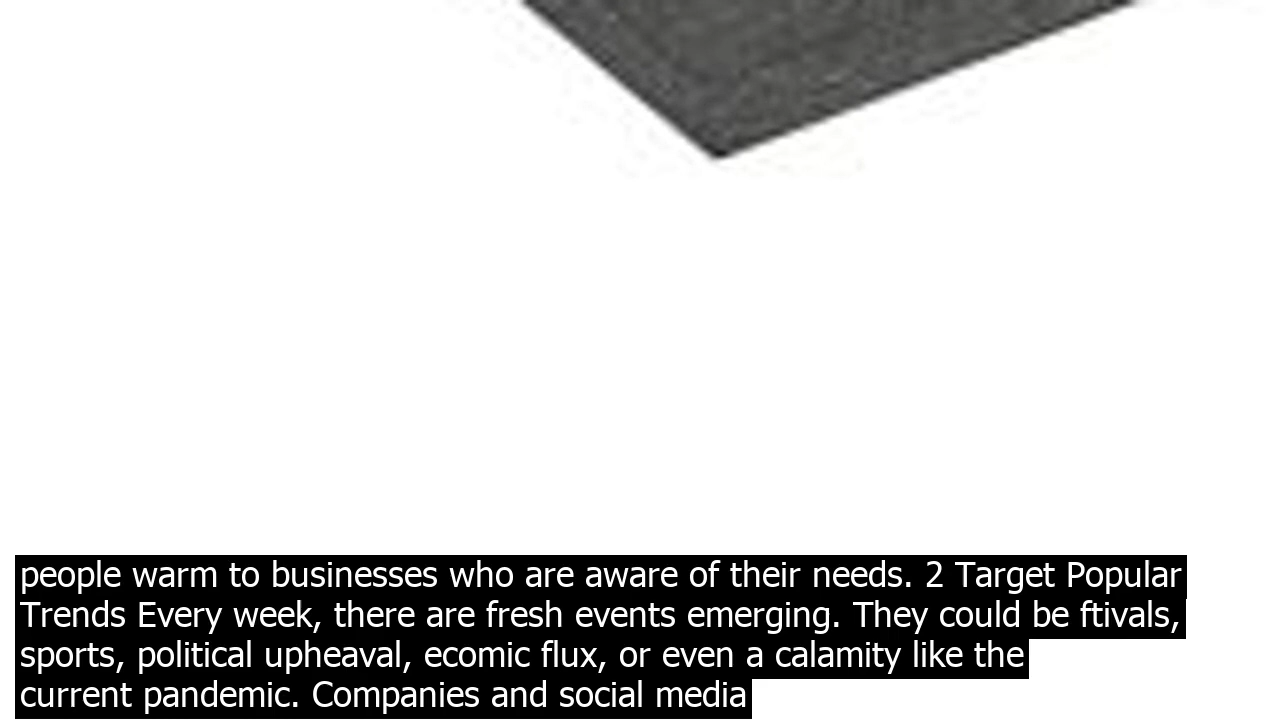 people warm to businesses who are aware of their needs. 2 Target Popular
Trends Every week, there are fresh events emerging. They could be ftivals,
sports, political upheaval, ecomic flux, or even a calamity like the
current pandemic. Companies and social media